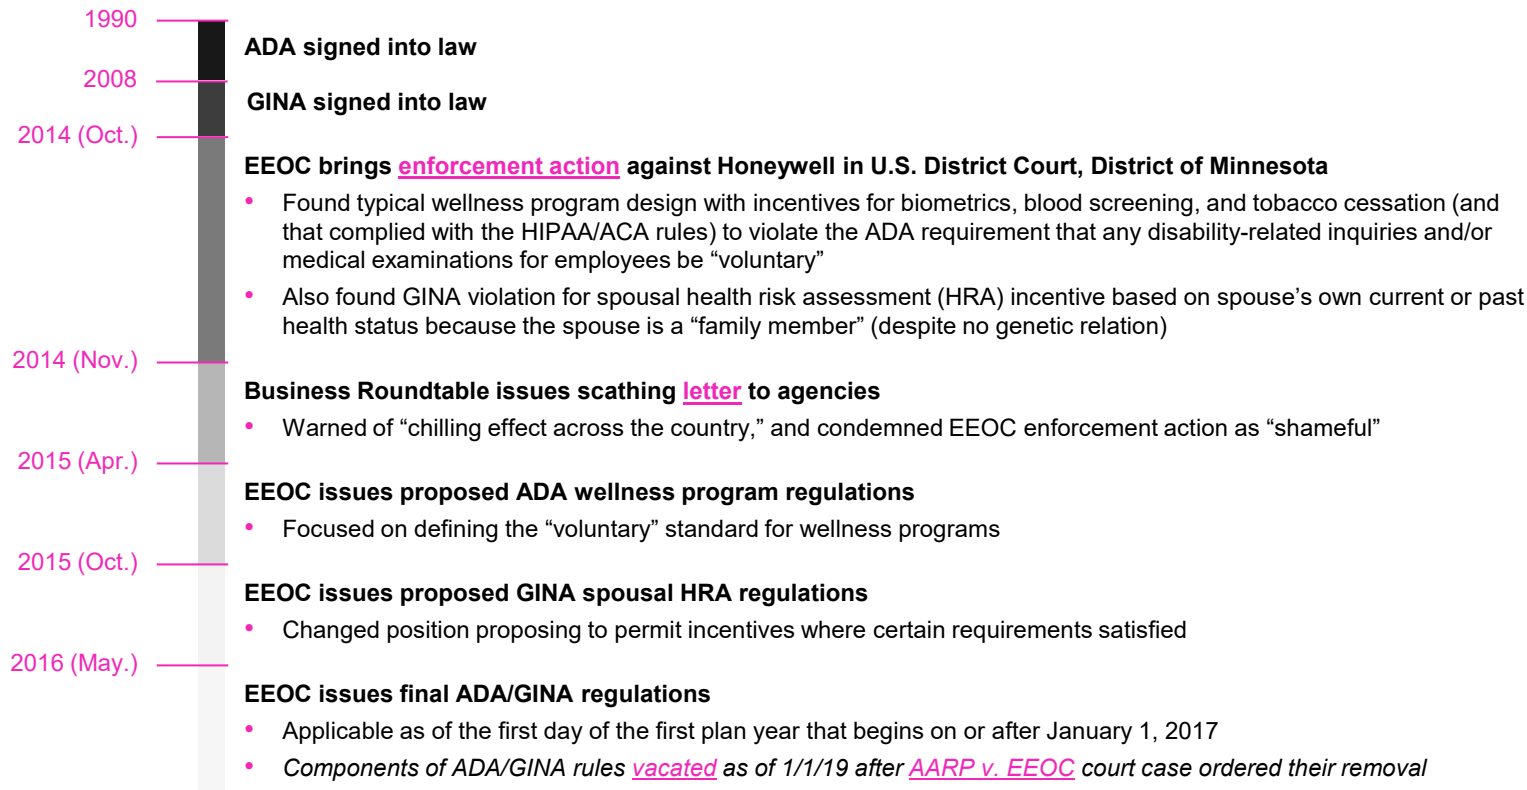 1990
ADA signed into law
2008
GINA signed into law
2014 (Oct.)
EEOC brings enforcement action against Honeywell in U.S. District Court, District of Minnesota
• Found typical wellness program design with incentives for biometrics, blood screening, and tobacco cessation (and
that complied with the HIPAA/ACA rules) to violate the ADA requirement that any disability-related inquiries and/or
medical examinations for employees be “voluntary”
• Also found GINA violation for spousal health risk assessment (HRA) incentive based on spouse’s own current or past
health status because the spouse is a “family member” (despite no genetic relation)
2014 (Nov.)
Business Roundtable issues scathing letter to agencies
• Warned of “chilling effect across the country,” and condemned EEOC enforcement action as “shameful”
2015 (Apr.)
EEOC issues proposed ADA wellness program regulations
• Focused on defining the “voluntary” standard for wellness programs
2015 (Oct.)
EEOC issues proposed GINA spousal HRA regulations
• Changed position proposing to permit incentives where certain requirements satisfied
2016 (May.)
EEOC issues final ADA/GINA regulations
• Applicable as of the first day of the first plan year that begins on or after January 1, 2017
• Components of ADA/GINA rules vacated as of 1/1/19 after AARP v. EEOC court case ordered their removal